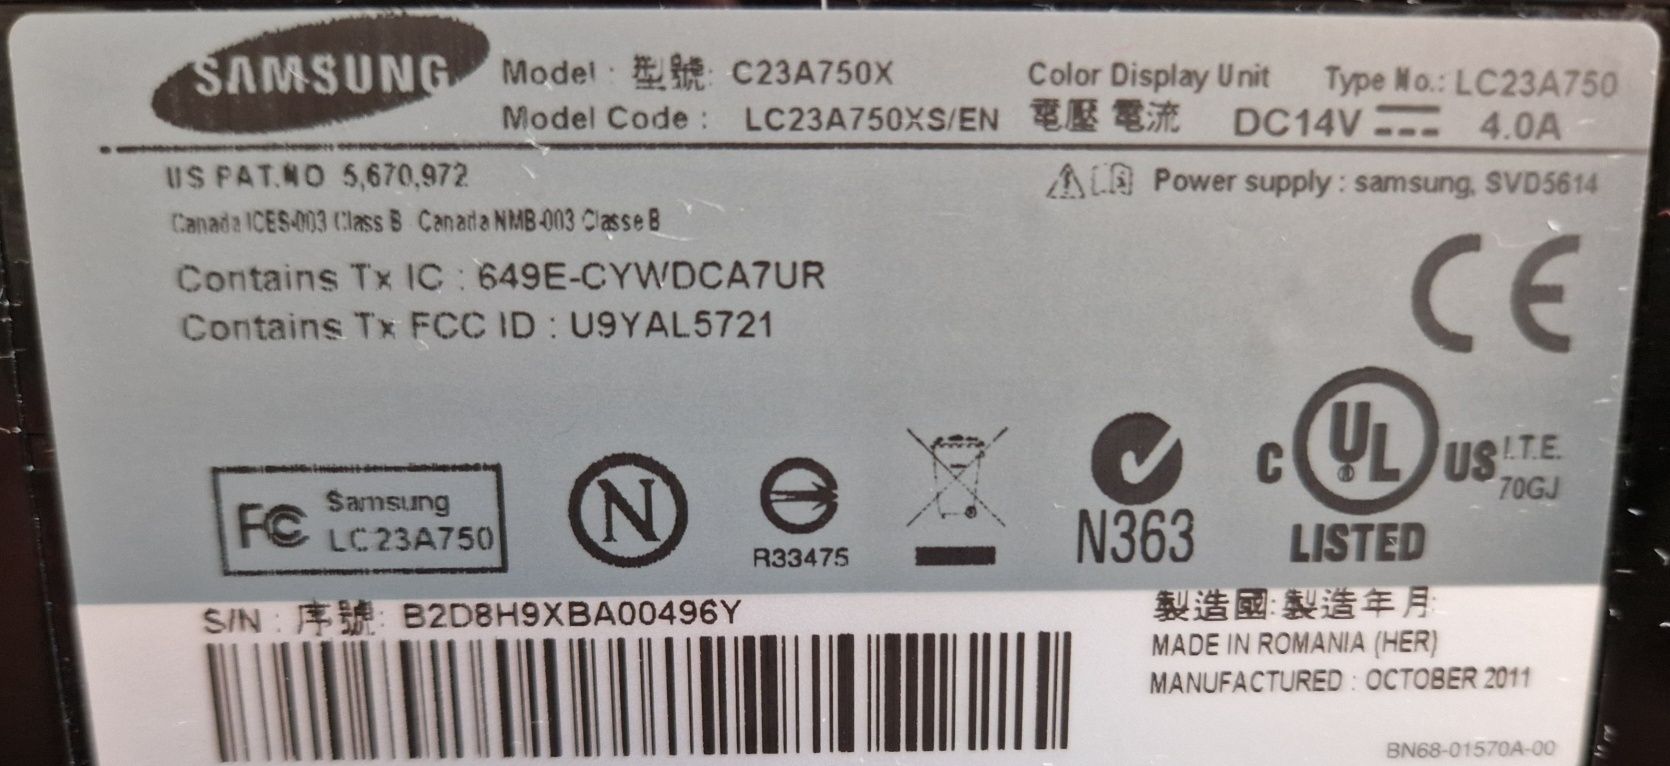 SAMSUNG
Model : 型號: C23A750X Color Display Unit Type No.: LC23A750
Model Code : LC23A750XS/EN 電壓 電流 DC14V 4.0A
US PAT.NO 5,670,972 Power supply : samsung, SVD5614
Canada ICES-003 Class B Canada NMB-003 Classe B
Contains Tx IC : 649E-CYWDCA7UR
Contains Tx FCC ID : U9YAL5721
CE
FC Samsung
LC23A750
N
R33475
N363
C UL US I.T.E.
70GJ
LISTED
S/N : 序號: B2D8H9XBA00496Y
製造國: 製造年月:
MADE IN ROMANIA (HER)
MANUFACTURED : OCTOBER 2011
BN68-01570A-00